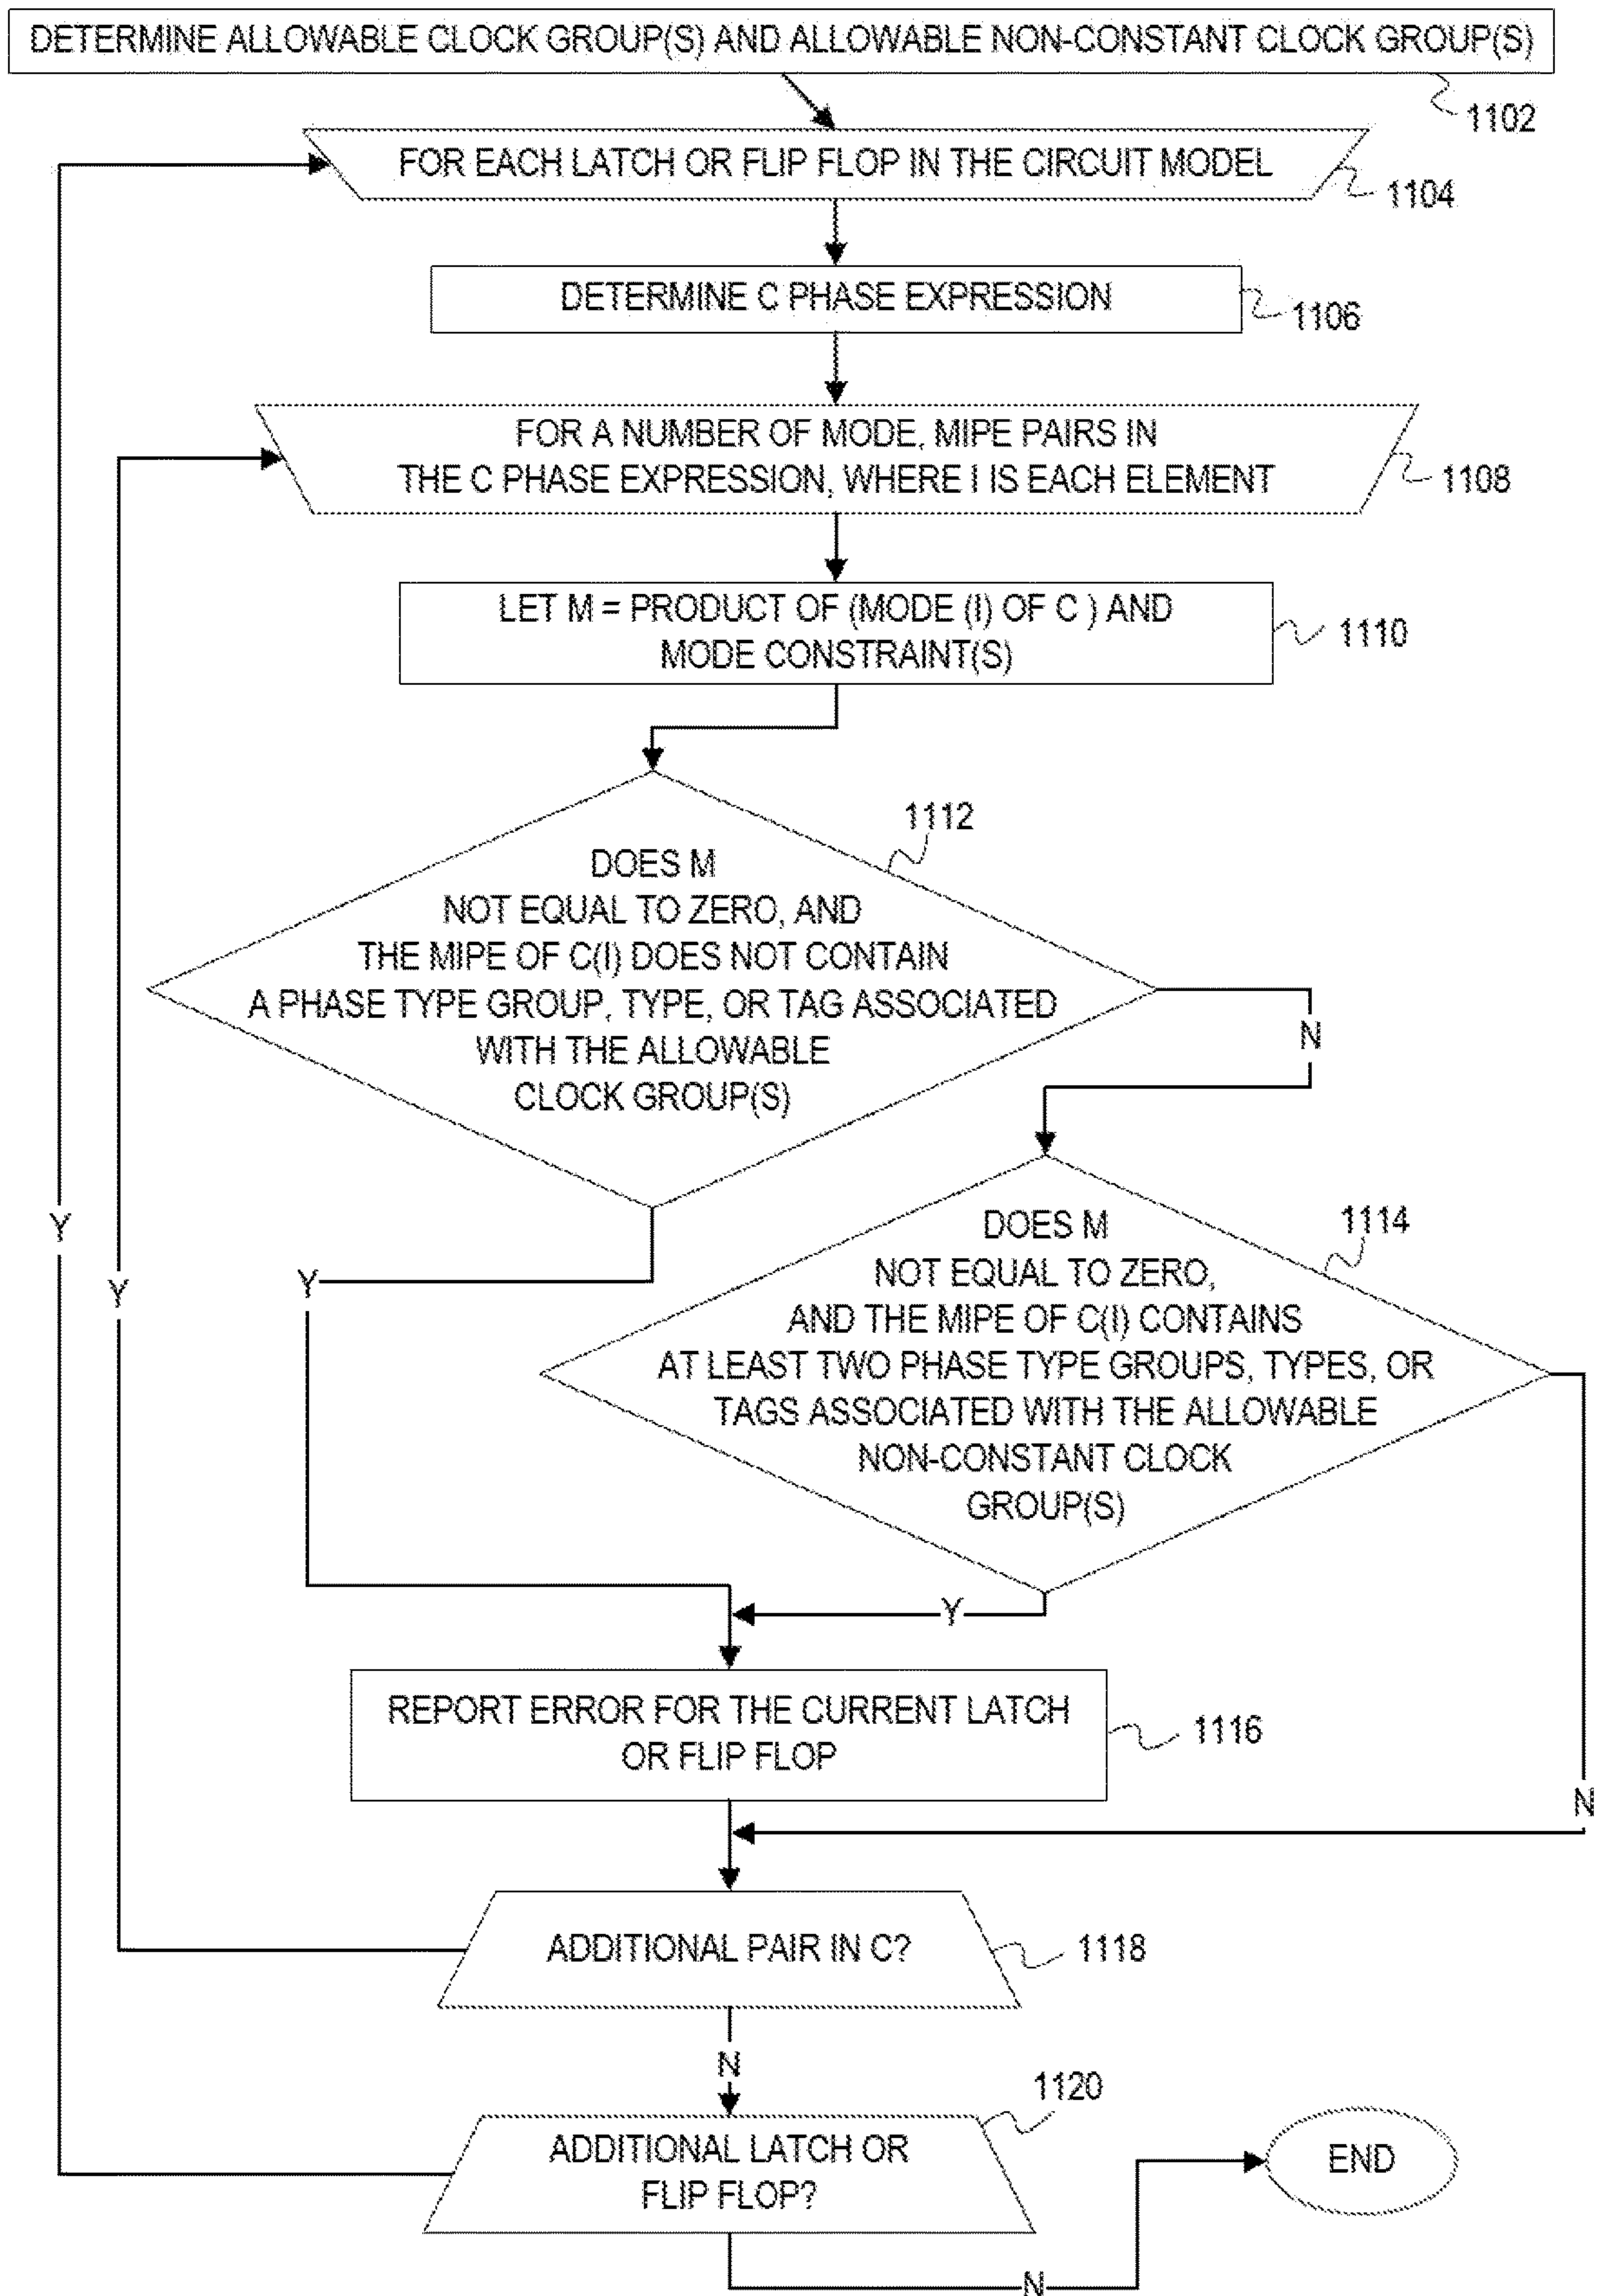 DETERMINE ALLOWABLE CLOCK GROUP(S) AND ALLOWABLE NON-CONSTANT CLOCK GROUP(S)
1102
FOR EACH LATCH OR FLIP FLOP IN THE CIRCUIT MODEL
1104
DETERMINE C PHASE EXPRESSION
1106
FOR A NUMBER OF MODE, MIPE PAIRS IN
THE C PHASE EXPRESSION, WHERE I IS EACH ELEMENT
1108
LET M = PRODUCT OF (MODE (I) OF C ) AND
MODE CONSTRAINT(S)
1110
1112
DOES M
NOT EQUAL TO ZERO, AND
THE MIPE OF C(I) DOES NOT CONTAIN
A PHASE TYPE GROUP, TYPE, OR TAG ASSOCIATED
WITH THE ALLOWABLE
CLOCK GROUP(S)
N
Y
Y
Y
1114
DOES M
NOT EQUAL TO ZERO,
AND THE MIPE OF C(I) CONTAINS
AT LEAST TWO PHASE TYPE GROUPS, TYPES, OR
TAGS ASSOCIATED WITH THE ALLOWABLE
NON-CONSTANT CLOCK
GROUP(S)
Y
REPORT ERROR FOR THE CURRENT LATCH
OR FLIP FLOP
1116
N
ADDITIONAL PAIR IN C?
1118
N
1120
ADDITIONAL LATCH OR
FLIP FLOP?
END
N